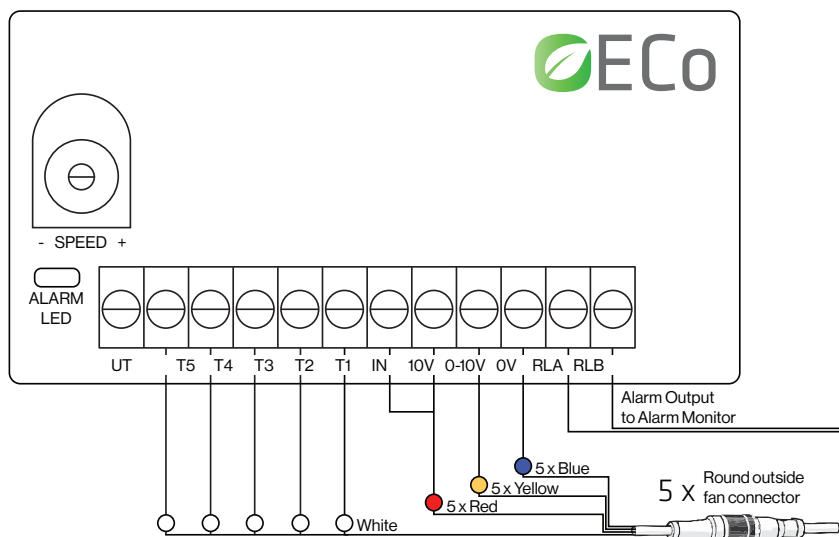 ECo
- SPEED +
ALARM
LED
UT T5 T4 T3 T2 T1 IN 10V 0-10V 0V RLA RLB
Alarm Output
to Alarm Monitor
5 x Blue
5 x Yellow
5 x Red
White
5 x Round outside
fan connector